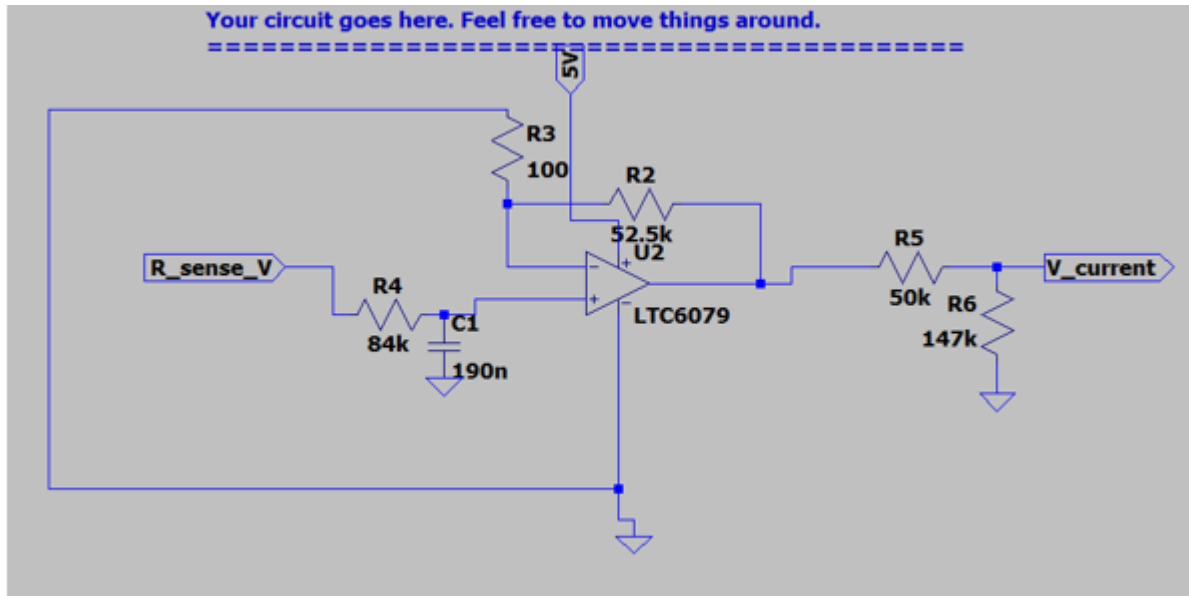 Your circuit goes here. Feel free to move things around.
================================================
5V
R3
100
R2
52.5k
U2
R_sense_V
R4
84k
C1
190n
LTC6079
R5
50k
V_current
R6
147k